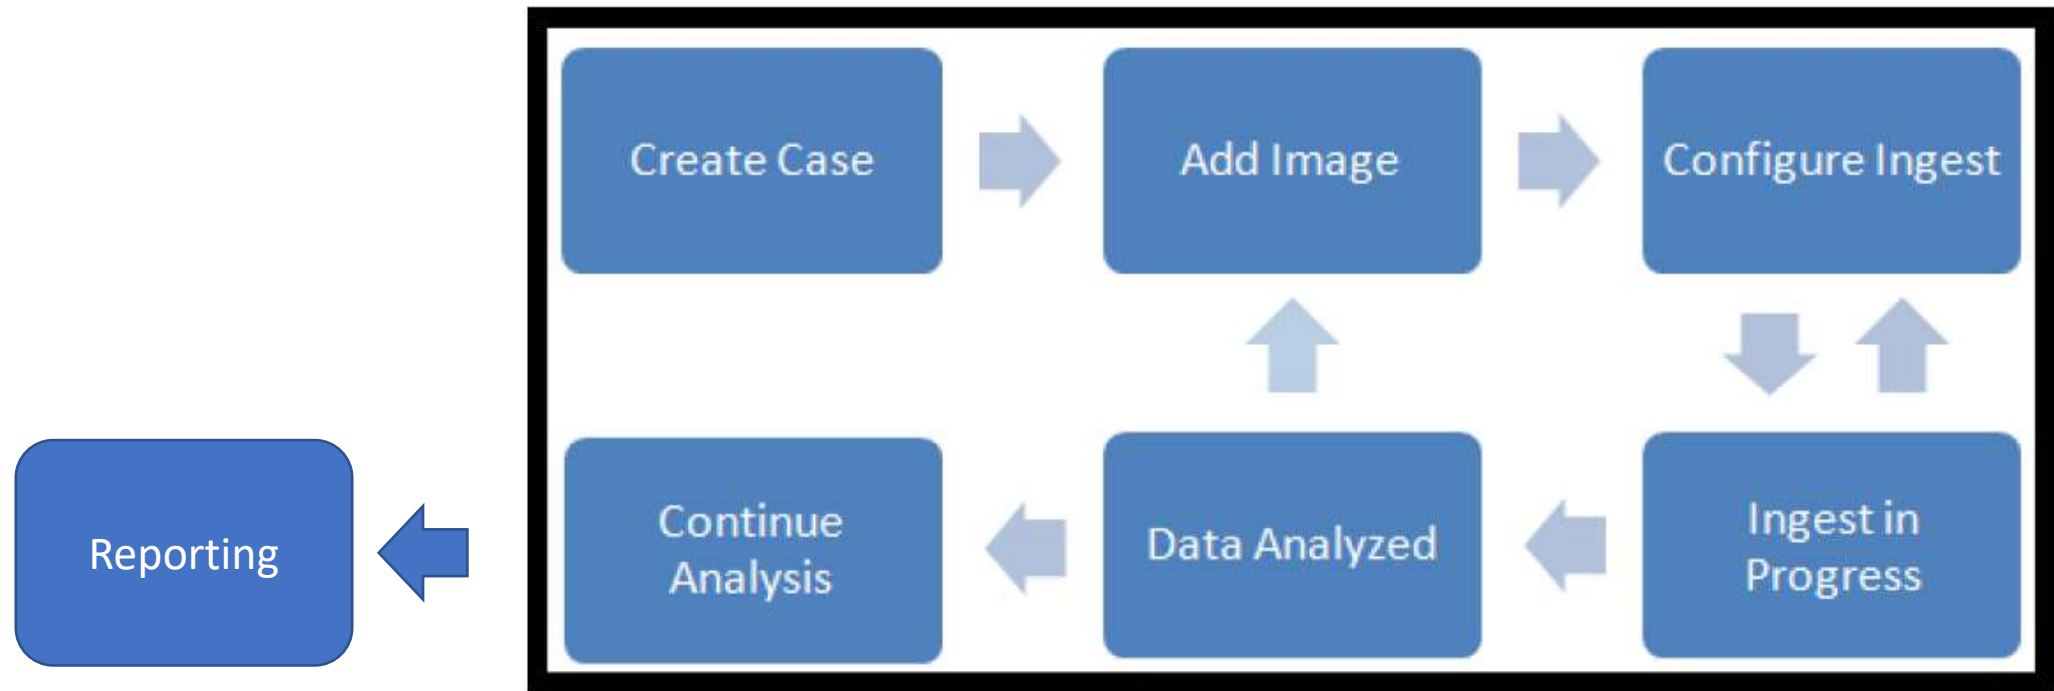 Create Case
Add Image
Configure Ingest
Ingest in
Progress
Data Analyzed
Continue
Analysis
Reporting